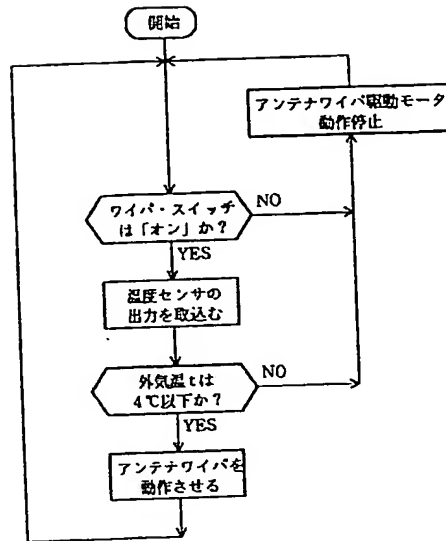 開始
アンテナワイパ駆動モータ
動作停止
ワイパ・スイッチ
は「オン」か?
NO
YES
温度センサの
出力を取込む
外気温tは
4℃以下か?
NO
YES
アンテナワイパを
動作させる